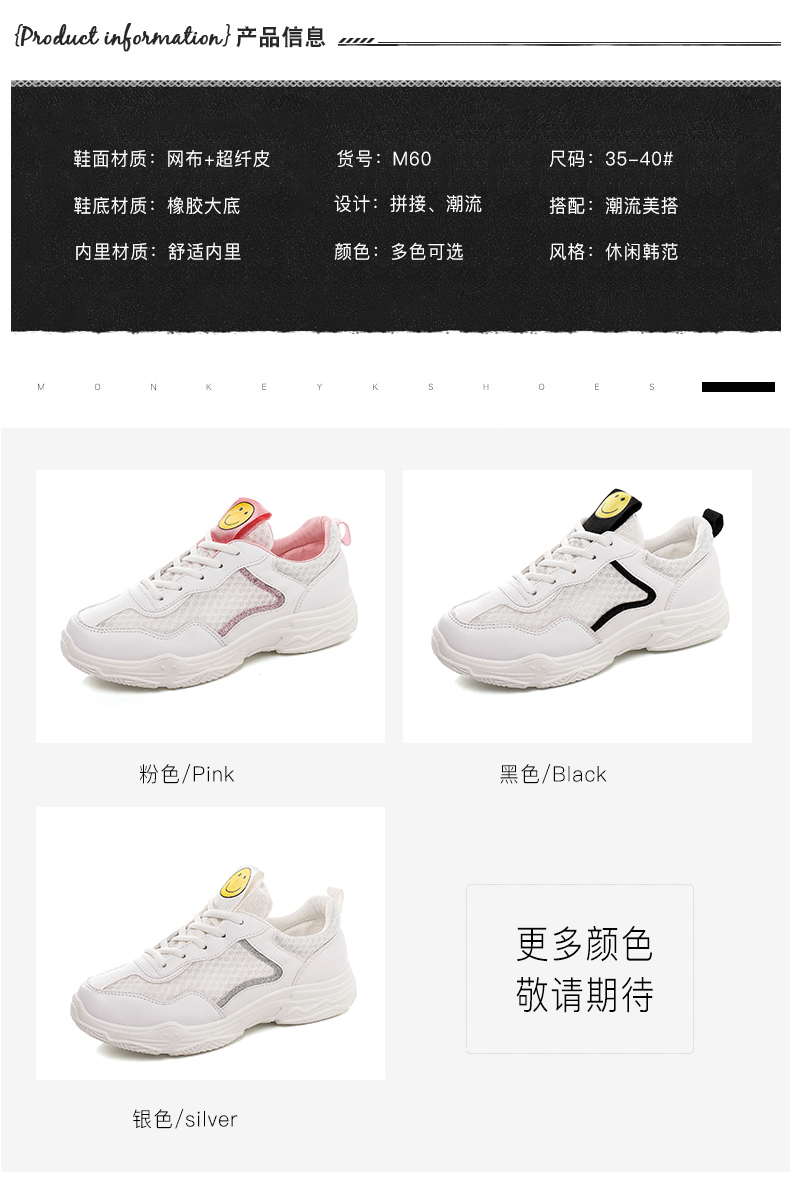 {Product information} 产品信息
鞋面材质：网布+超纤皮 货号：M60 尺码：35-40#
鞋底材质：橡胶大底 设计：拼接、潮流 搭配：潮流美搭
内里材质：舒适内里 颜色：多色可选 风格：休闲韩范
M O N K E Y K S H O E S
粉色/Pink
黑色/Black
银色/silver
更多颜色
敬请期待